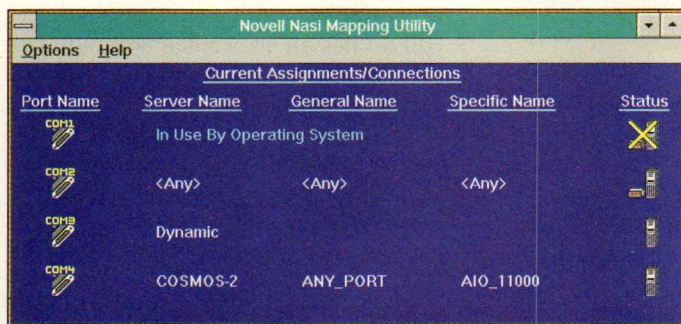 Novell Nasi Mapping Utility
Options Help
Current Assignments/Connections
Port Name Server Name General Name Specific Name Status
COM1 In Use By Operating System
COM2 <Any> <Any> <Any>
COM3 Dynamic
COM4 COSMOS-2 ANY_PORT AIO_11000